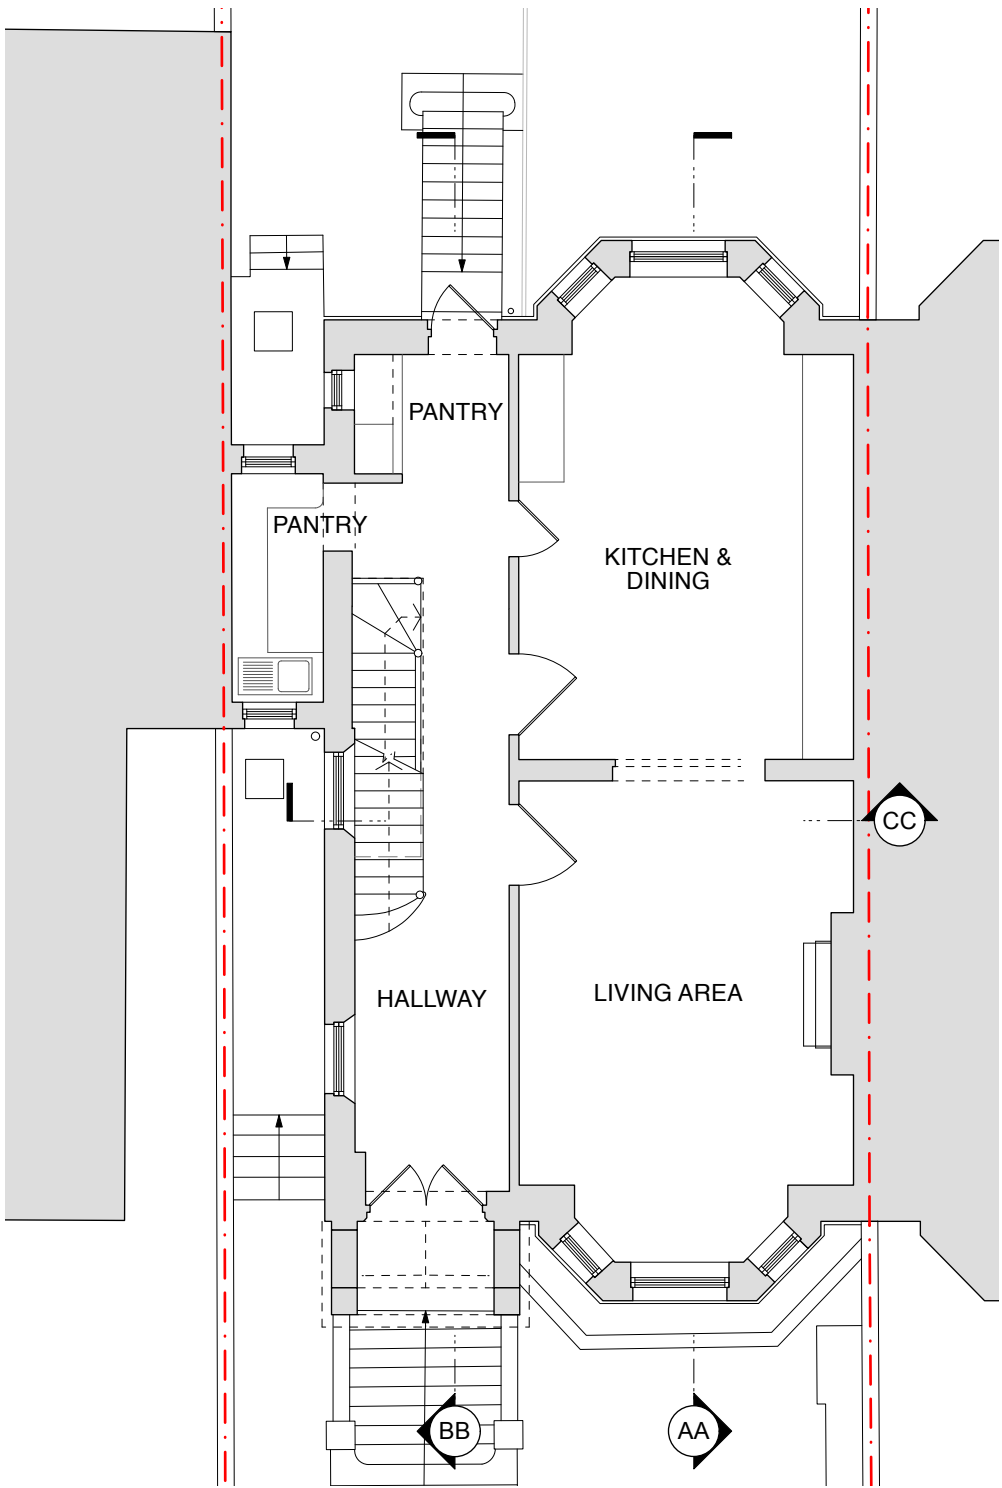 PANTRY
PANTRY
KITCHEN &
DINING
CC
HALLWAY
LIVING AREA
BB
AA